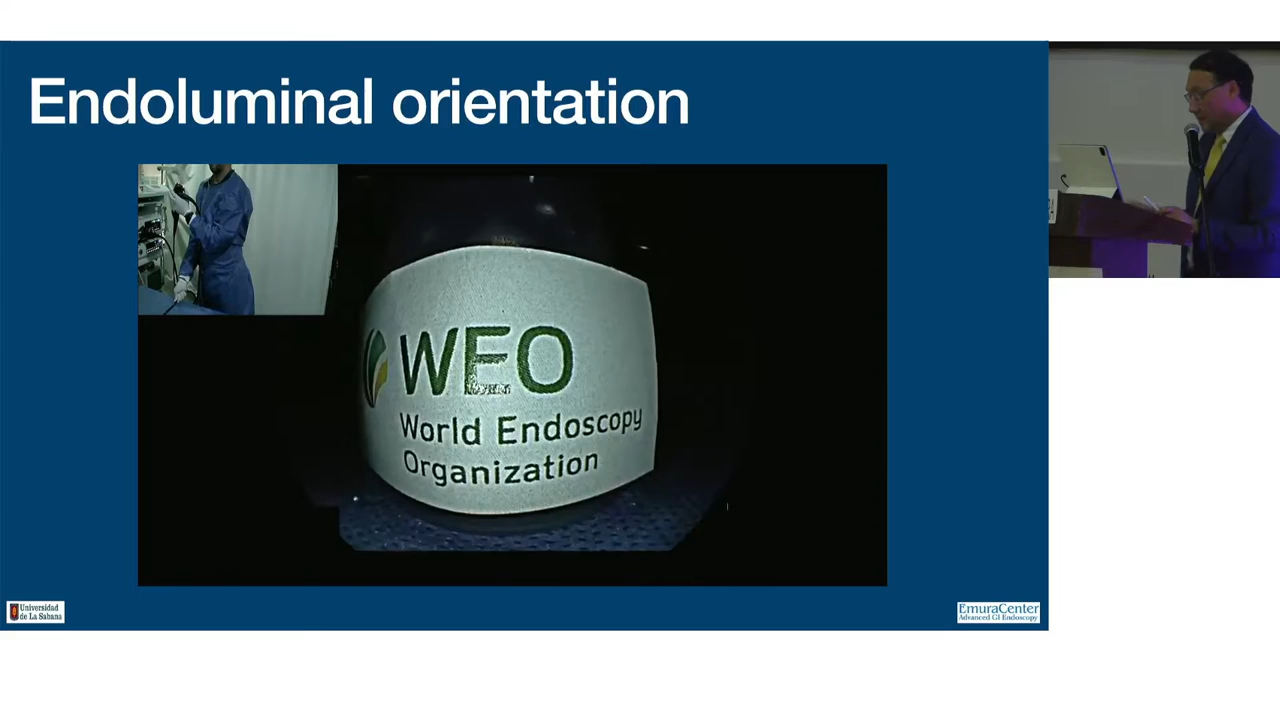 Endoluminal orientation
WEO
World Endoscopy
Organization
Universidad
de La Sabana
EmuraCenter
Advanced GI Endoscopy